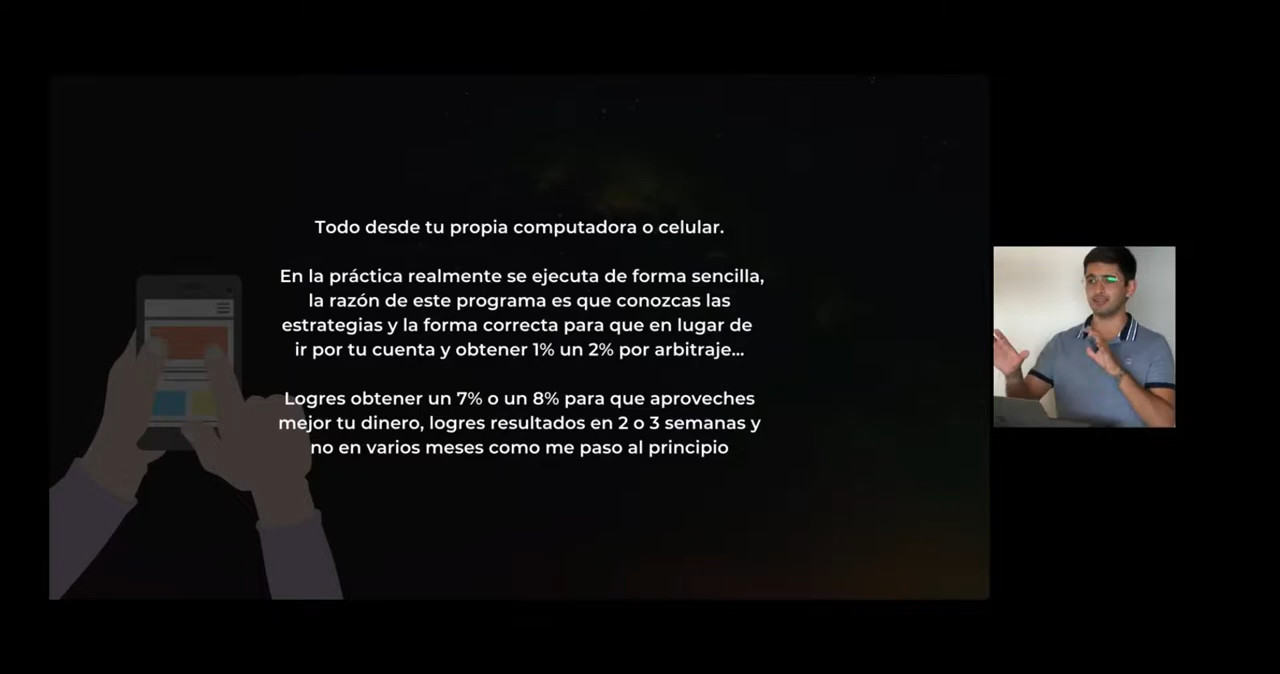 Todo desde tu propia computadora o celular.
En la práctica realmente se ejecuta de forma sencilla,
la razón de este programa es que conozcas las
estrategias y la forma correcta para que en lugar de
ir por tu cuenta y obtener 1% un 2% por arbitraje...
Logres obtener un 7% o un 8% para que aproveches
mejor tu dinero, logres resultados en 2 o 3 semanas y
no en varios meses como me paso al principio